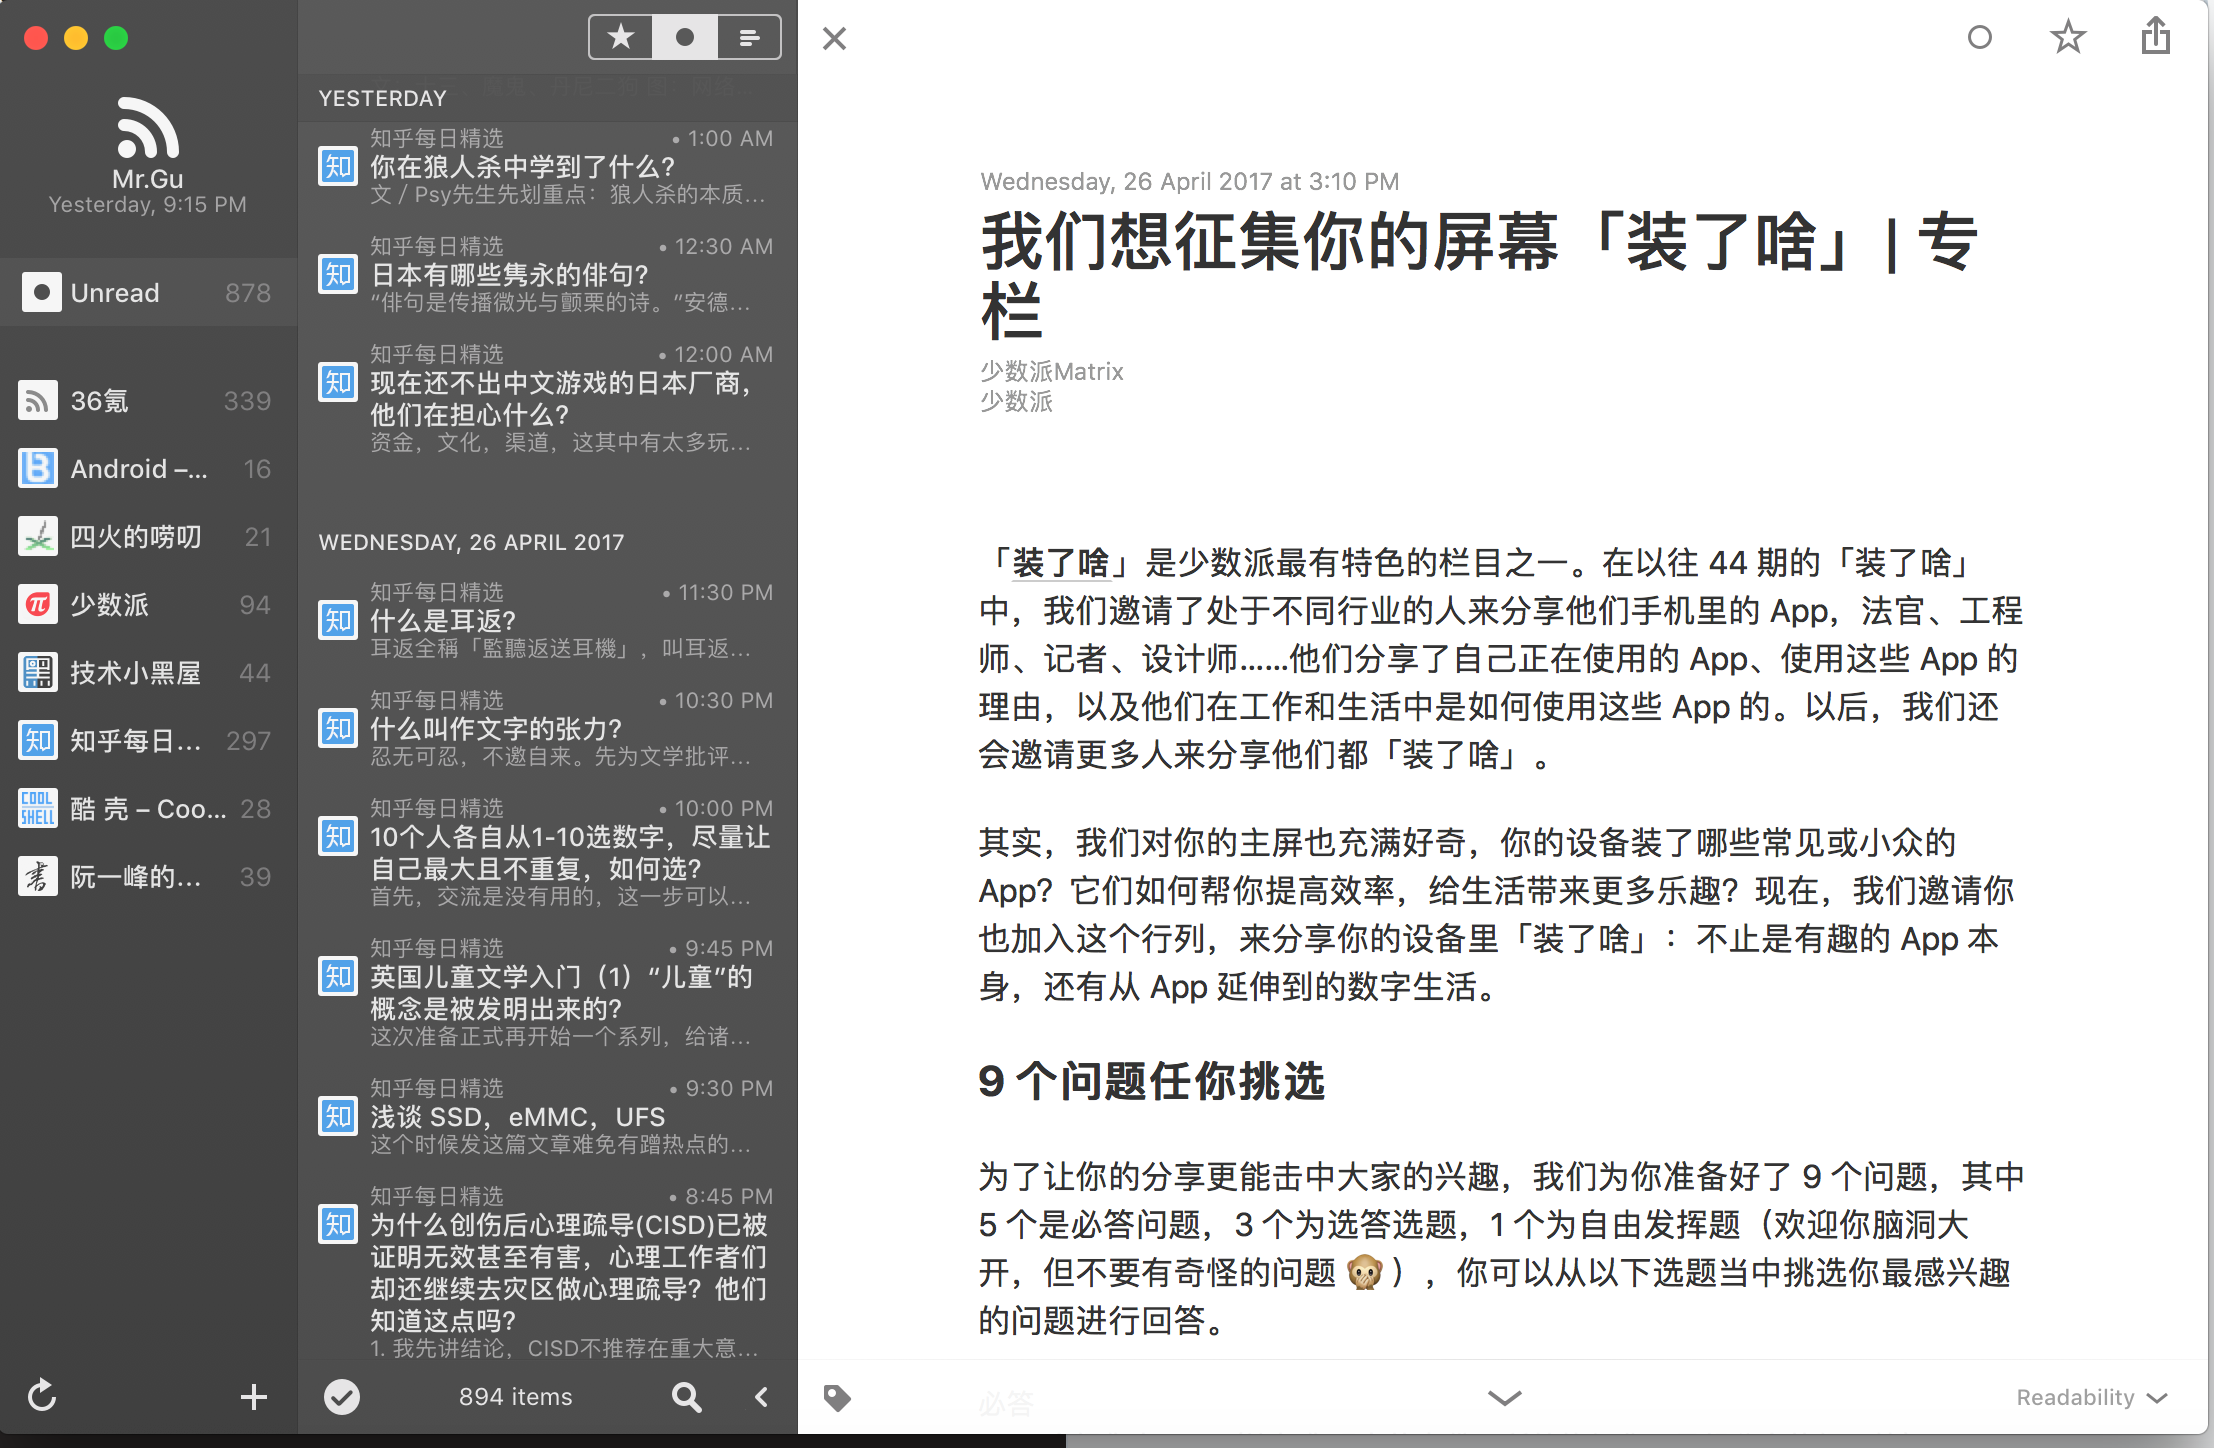 Mr.Gu
Yesterday, 9:15 PM
Unread 878
36氪 339
Android –... 16
四火的唠叨 21
少数派 94
技术小黑屋 44
知乎每日... 297
酷 壳 – Coo... 28
阮一峰的... 39
YESTERDAY
知乎每日精选 • 1:00 AM
你在狼人杀中学到了什么?
文 / Psy先生先划重点：狼人杀的本质...
知乎每日精选 • 12:30 AM
日本有哪些隽永的俳句?
“俳句是传播微光与颤栗的诗。“安德...
知乎每日精选 • 12:00 AM
现在还不出中文游戏的日本厂商，
他们在担心什么?
资金，文化，渠道，这其中有太多玩...
WEDNESDAY, 26 APRIL 2017
知乎每日精选 • 11:30 PM
什么是耳返?
耳返全稱「監聽返送耳機」，叫耳返...
知乎每日精选 • 10:30 PM
什么叫作文字的张力?
忍无可忍，不邀自来。先为文学批评...
知乎每日精选 • 10:00 PM
10个人各自从1-10选数字，尽量让
自己最大且不重复，如何选?
首先，交流是没有用的，这一步可以...
知乎每日精选 • 9:45 PM
英国儿童文学入门（1）“儿童”的
概念是被发明出来的?
这次准备正式再开始一个系列，给诸...
知乎每日精选 • 9:30 PM
浅谈 SSD，eMMC，UFS
这个时候发这篇文章难免有蹭热点的...
知乎每日精选 • 8:45 PM
为什么创伤后心理疏导(CISD)已被
证明无效甚至有害，心理工作者们
却还继续去灾区做心理疏导？他们
知道这点吗?
1. 我先讲结论，CISD不推荐在重大意...
894 items
Wednesday, 26 April 2017 at 3:10 PM
我们想征集你的屏幕「装了啥」| 专
栏
少数派Matrix
少数派
「装了啥」是少数派最有特色的栏目之一。在以往 44 期的「装了啥」
中，我们邀请了处于不同行业的人来分享他们手机里的 App，法官、工程
师、记者、设计师......他们分享了自己正在使用的 App、使用这些 App 的
理由，以及他们在工作和生活中是如何使用这些 App 的。以后，我们还
会邀请更多人来分享他们都「装了啥」。
其实，我们对你的主屏也充满好奇，你的设备装了哪些常见或小众的
App？它们如何帮你提高效率，给生活带来更多乐趣？现在，我们邀请你
也加入这个行列，来分享你的设备里「装了啥」：不止是有趣的 App 本
身，还有从 App 延伸到的数字生活。
9 个问题任你挑选
为了让你的分享更能击中大家的兴趣，我们为你准备好了 9 个问题，其中
5 个是必答问题，3 个为选答选题，1 个为自由发挥题（欢迎你脑洞大
开，但不要有奇怪的问题 🙊 ），你可以从以下选题当中挑选你最感兴趣
的问题进行回答。
必答
Readability